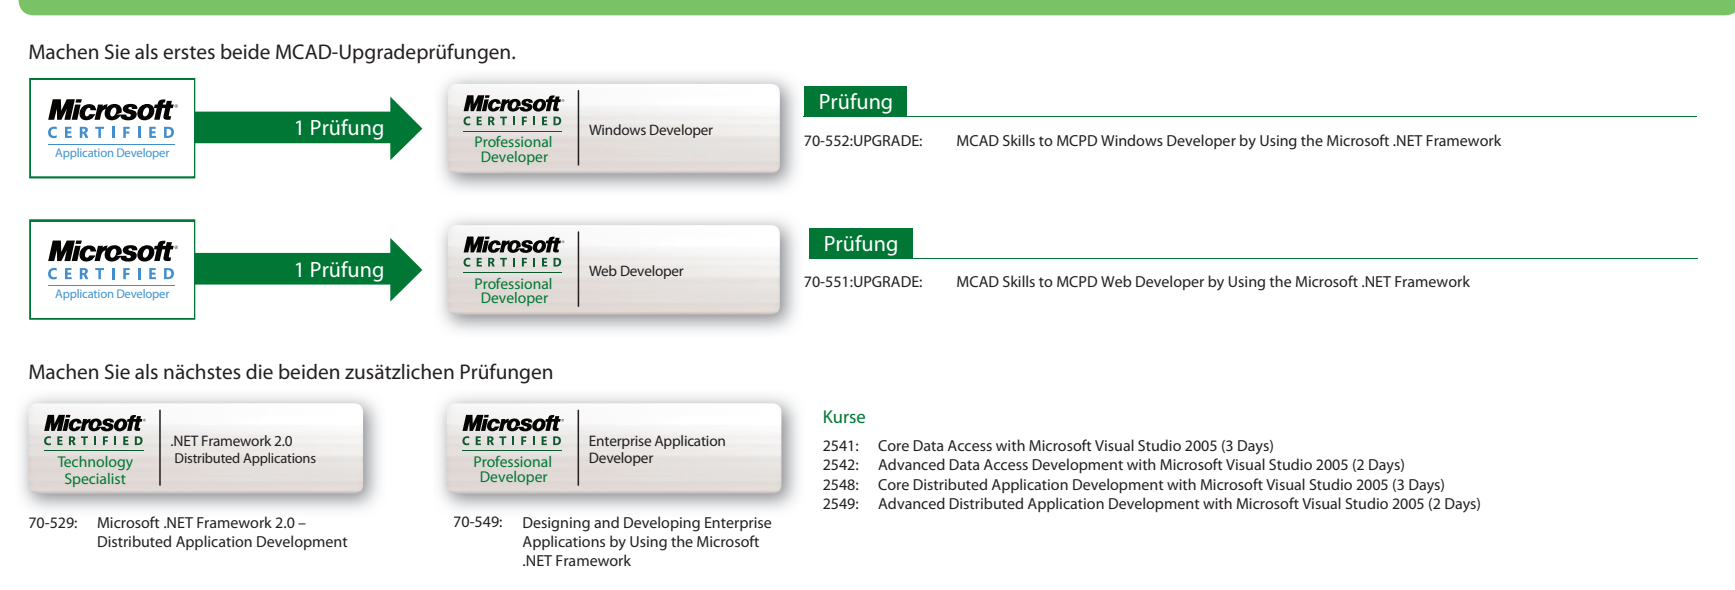 Machen Sie als erstes beide MCAD-Upgradeprüfungen.
Microsoft
CERTIFIED
Application Developer
1 Prüfung
Microsoft
CERTIFIED
Professional
Developer
Windows Developer
Prüfung
70-552:UPGRADE: MCAD Skills to MCPD Windows Developer by Using the Microsoft .NET Framework
Microsoft
CERTIFIED
Application Developer
1 Prüfung
Microsoft
CERTIFIED
Professional
Developer
Web Developer
Prüfung
70-551:UPGRADE: MCAD Skills to MCPD Web Developer by Using the Microsoft .NET Framework
Machen Sie als nächstes die beiden zusätzlichen Prüfungen
Microsoft
CERTIFIED
Technology
Specialist
.NET Framework 2.0
Distributed Applications
70-529: Microsoft .NET Framework 2.0 –
Distributed Application Development
Microsoft
CERTIFIED
Professional
Developer
Enterprise Application
Developer
70-549: Designing and Developing Enterprise
Applications by Using the Microsoft
.NET Framework
Kurse
2541: Core Data Access with Microsoft Visual Studio 2005 (3 Days)
2542: Advanced Data Access Development with Microsoft Visual Studio 2005 (2 Days)
2548: Core Distributed Application Development with Microsoft Visual Studio 2005 (3 Days)
2549: Advanced Distributed Application Development with Microsoft Visual Studio 2005 (2 Days)